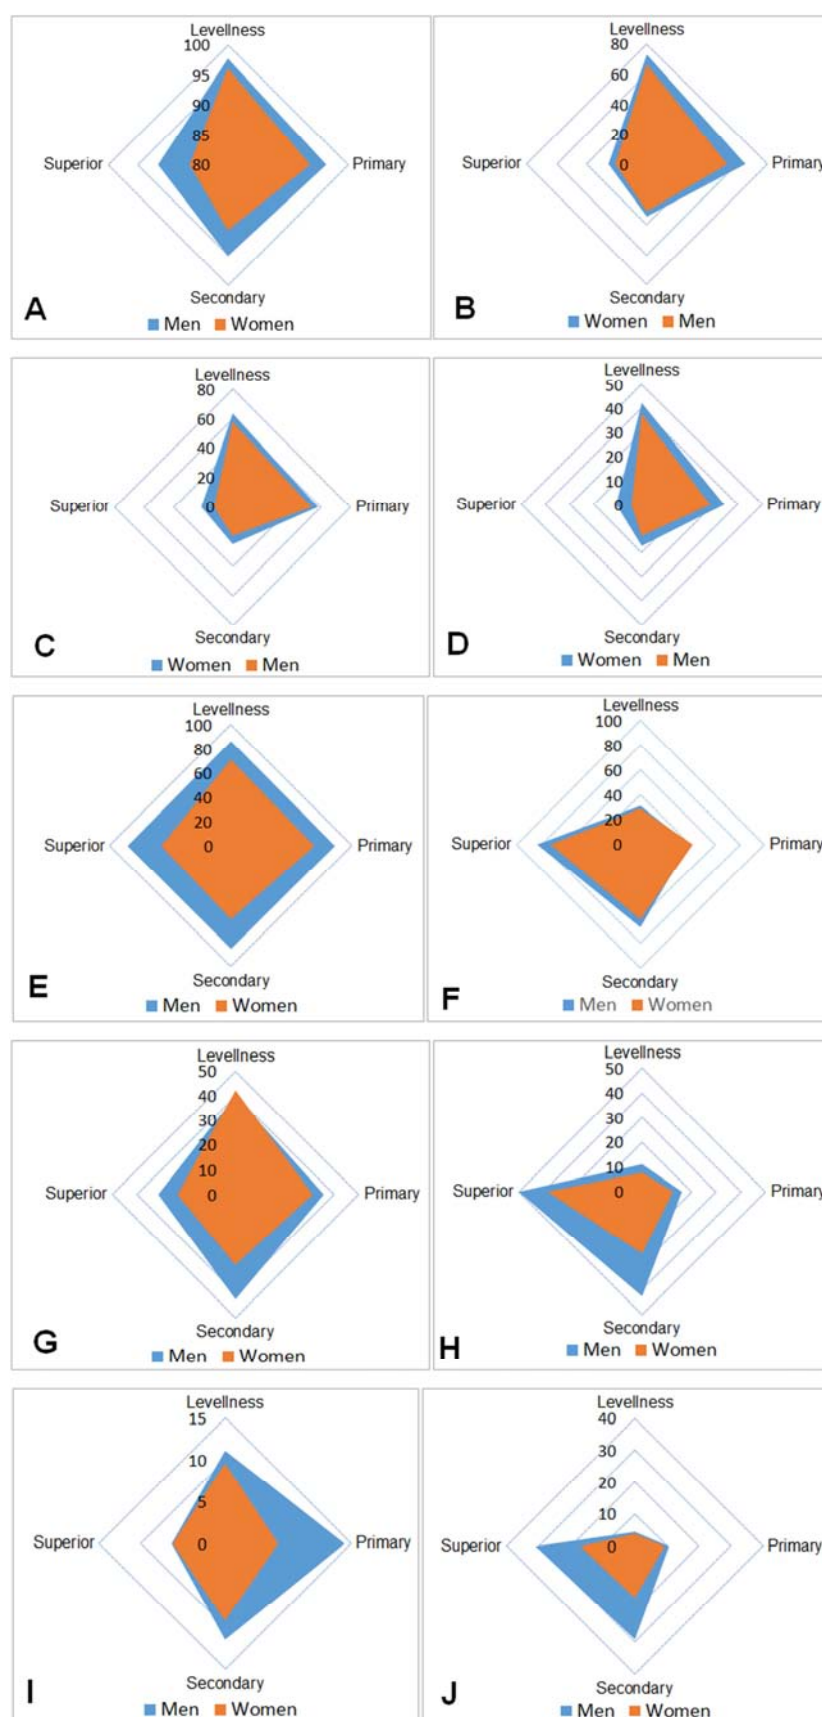 Levellness
100
95
90
85
80
Superior
Primary
Secondary
A
Men Women
Levellness
80
60
40
20
0
Superior
Primary
Secondary
B
Women Men
Levellness
80
60
40
20
0
Superior
Primary
Secondary
C
Women Men
Levellness
50
40
30
20
10
0
Superior
Primary
Secondary
D
Women Men
Levellness
100
80
60
40
20
0
Superior
Primary
Secondary
E
Men Women
Levellness
100
80
60
40
20
0
Superior
Primary
Secondary
F
Men Women
Levellness
50
40
30
20
10
0
Superior
Primary
Secondary
G
Men Women
Levellness
50
40
30
20
10
0
Superior
Primary
Secondary
H
Men Women
Levellness
15
10
5
0
Superior
Primary
Secondary
I
Men Women
Levellness
40
30
20
10
0
Superior
Primary
Secondary
J
Men Women